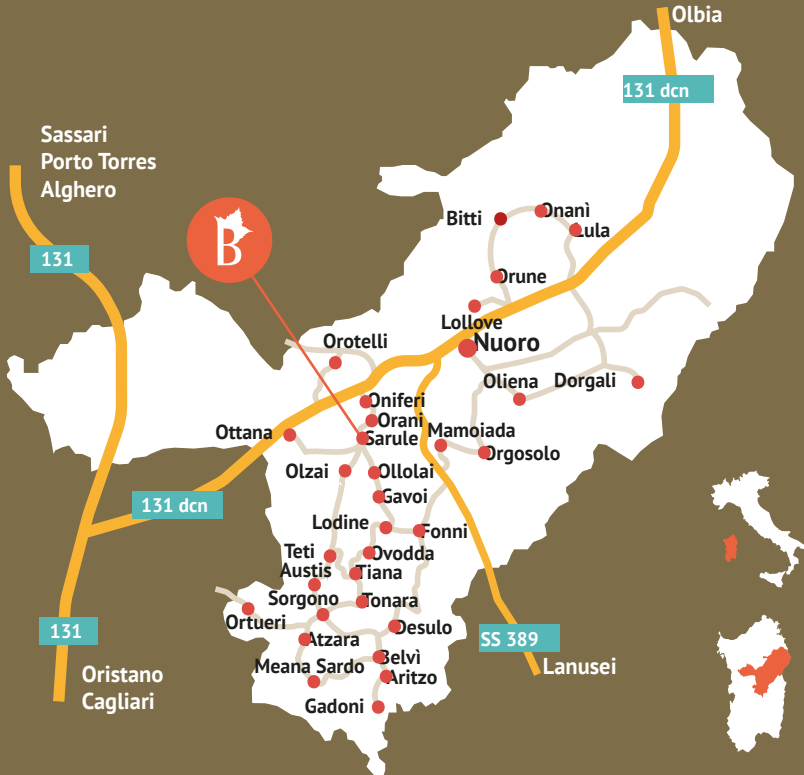 Olbia
131 dcn
Sassari
Porto Torres
Alghero
131
B
Bitti
Onanì
Lula
Orune
Lollove
Nuoro
Orotelli
Oliena
Dorgali
Oniferi
Orani
Ottana
Sarule
Mamoiada
Orgosolo
Olzai
Ollolai
Gavoi
131 dcn
Lodine
Fonni
Teti
Ovodda
Austis
Tiana
Sorgono
Tonara
Ortueri
Desulo
131
Atzara
SS 389
Belvì
Meana Sardo
Lanusei
Aritzo
Oristano
Cagliari
Gadoni